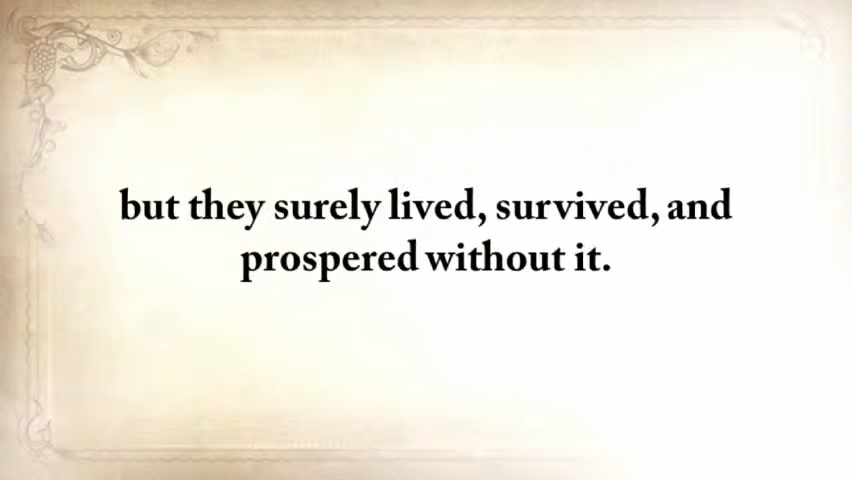 but they surely lived, survived, and
prospered without it.